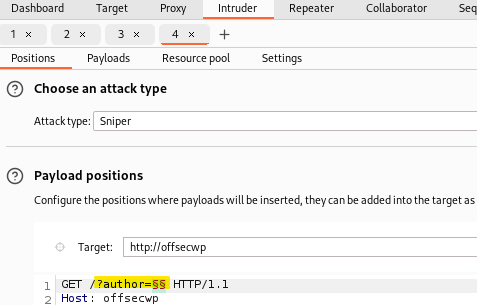 Dashboard Target Proxy Intruder Repeater Collaborator Seq
1 × 2 × 3 × 4 × +
Positions Payloads Resource pool Settings
? Choose an attack type
Attack type: Sniper
? Payload positions
Configure the positions where payloads will be inserted, they can be added into the target as
Target: http://offsecwp
1 GET /?author=§§ HTTP/1.1
2 Host: offsecwp